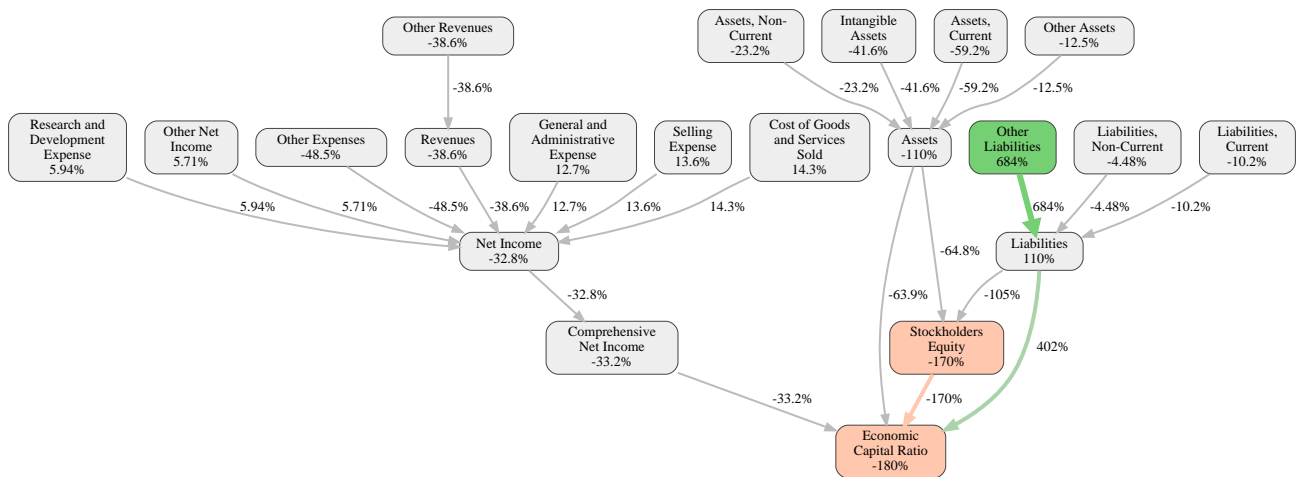 Other Revenues
-38.6%
Assets, Non-
Current
-23.2%
Intangible
Assets
-41.6%
Assets,
Current
-59.2%
Other Assets
-12.5%
-38.6%
-23.2%
-41.6%
-59.2%
-12.5%
Research and
Development
Expense
5.94%
Other Net
Income
5.71%
Other Expenses
-48.5%
Revenues
-38.6%
General and
Administrative
Expense
12.7%
Selling
Expense
13.6%
Cost of Goods
and Services
Sold
14.3%
Assets
-110%
Other
Liabilities
684%
Liabilities,
Non-Current
-4.48%
Liabilities,
Current
-10.2%
5.94%
5.71%
-48.5%
-38.6%
12.7%
13.6%
14.3%
684%
-4.48%
-10.2%
Net Income
-32.8%
Liabilities
110%
-64.8%
-32.8%
-63.9%
-105%
Comprehensive
Net Income
-33.2%
Stockholders
Equity
-170%
402%
-33.2%
-170%
Economic
Capital Ratio
-180%